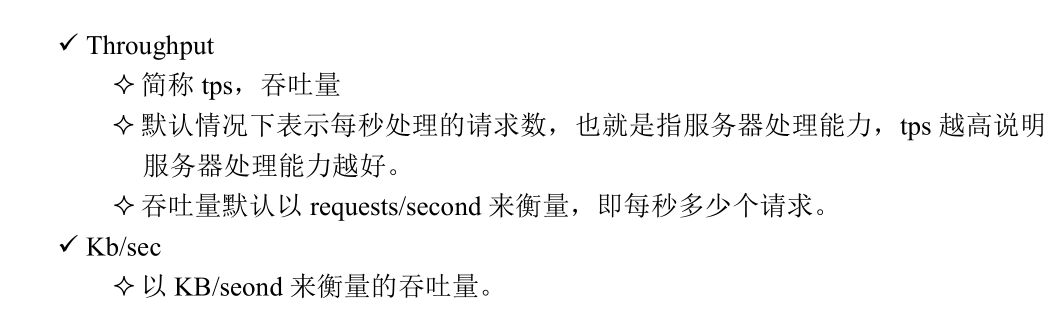 ✓ Throughput
✧ 简称 tps，吞吐量
✧ 默认情况下表示每秒处理的请求数，也就是指服务器处理能力，tps 越高说明
服务器处理能力越好。
✧ 吞吐量默认以 requests/second 来衡量，即每秒多少个请求。
✓ Kb/sec
✧ 以 KB/seond 来衡量的吞吐量。